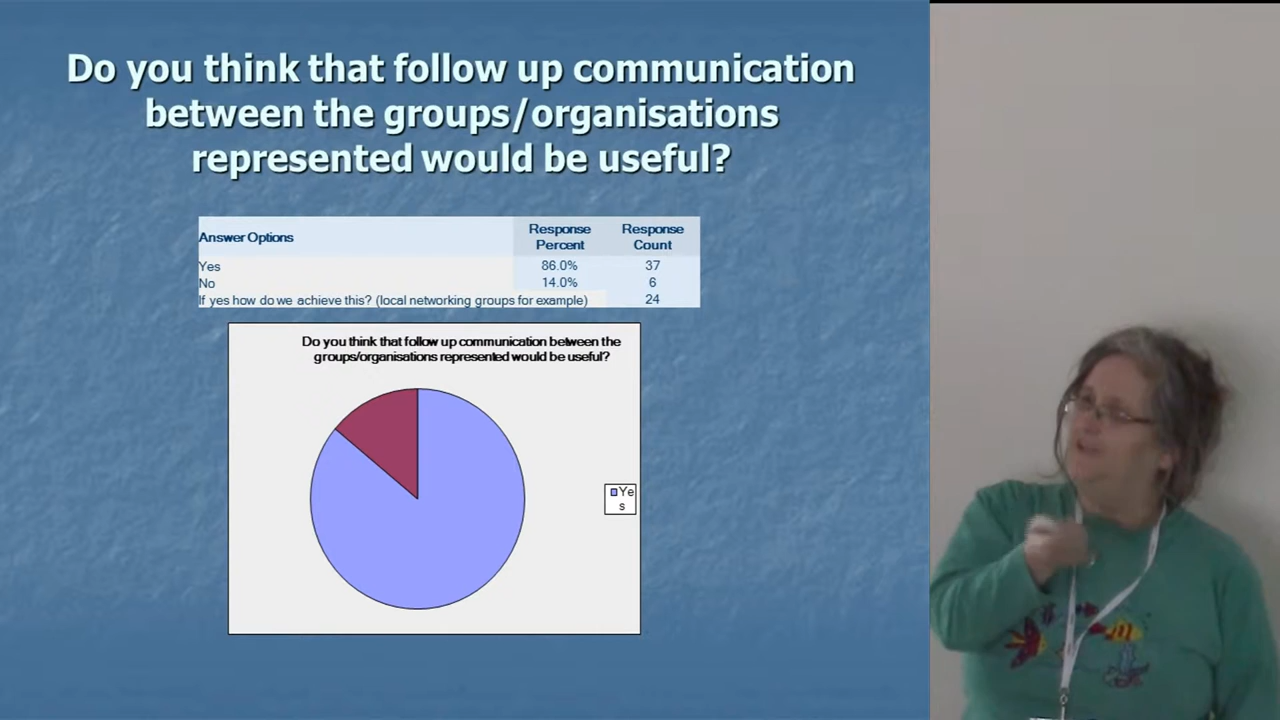 Do you think that follow up communication
between the groups/organisations
represented would be useful?
Answer Options
Response
Percent
Response
Count
Yes 86.0% 37
No 14.0% 6
If yes how do we achieve this? (local networking groups for example) 24
Do you think that follow up communication between the
groups/organisations represented would be useful?
Ye
s